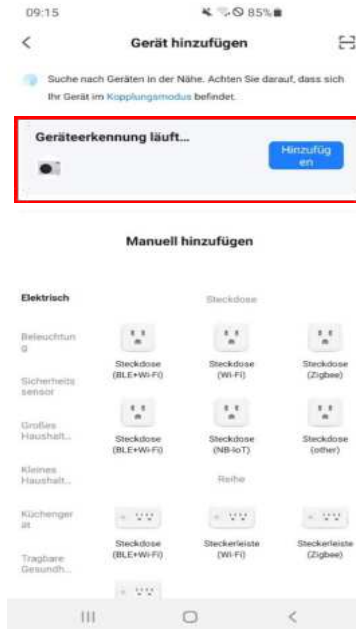 09:15
85%
Gerät hinzufügen
Suche nach Geräten in der Nähe. Achten Sie darauf, dass sich
Ihr Gerät im Kopplungsmodus befindet.
Geräteerkennung läuft...
Hinzufüg
en
Manuell hinzufügen
Elektrisch
Steckdose
Beleuchtun
g
Steckdose
(BLE+Wi-Fi)
Steckdose
(Wi-Fi)
Steckdose
(Zigbee)
Sicherheits
sensor
Großes
Haushalt...
Steckdose
(BLE+Wi-Fi)
Steckdose
(NB-IoT)
Steckdose
(other)
Kleines
Haushalt...
Reihe
Küchenger
ät
Steckdose
(BLE+Wi-Fi)
Steckerleiste
(Wi-Fi)
Steckerleiste
(Zigbee)
Tragbare
Gesundh...